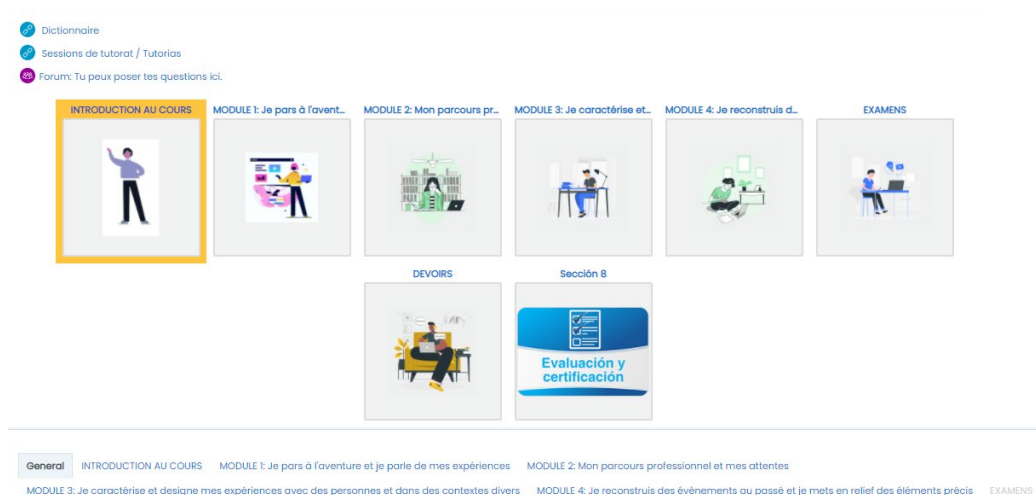 Dictionnaire
Sessions de tutorat / Tutorias
Forum: Tu peux poser tes questions ici.
INTRODUCTION AU COURS
MODULE 1: Je pars à l'avent...
MODULE 2: Mon parcours pr...
MODULE 3: Je caractérise et...
MODULE 4: Je reconstruis d...
EXAMENS
DEVOIRS
Sección 8
Evaluación y
certificación
General INTRODUCTION AU COURS MODULE 1: Je pars à l'aventure et je parle de mes expériences MODULE 2: Mon parcours professionnel et mes attentes
MODULE 3: Je caractérise et designe mes expériences avec des personnes et dans des contextes divers MODULE 4: Je reconstruis des événements au passé et je mets en relief des éléments précis EXAMENS